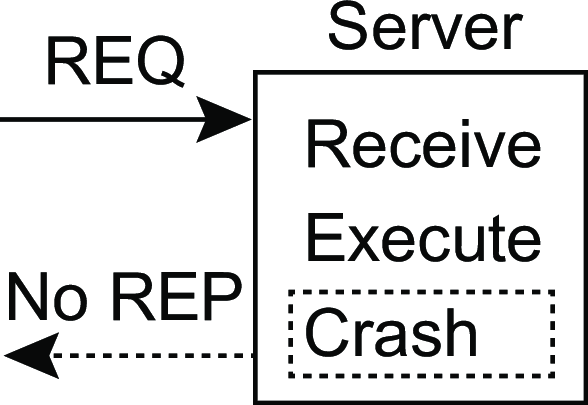 Server
REQ
Receive
Execute
No REP
Crash